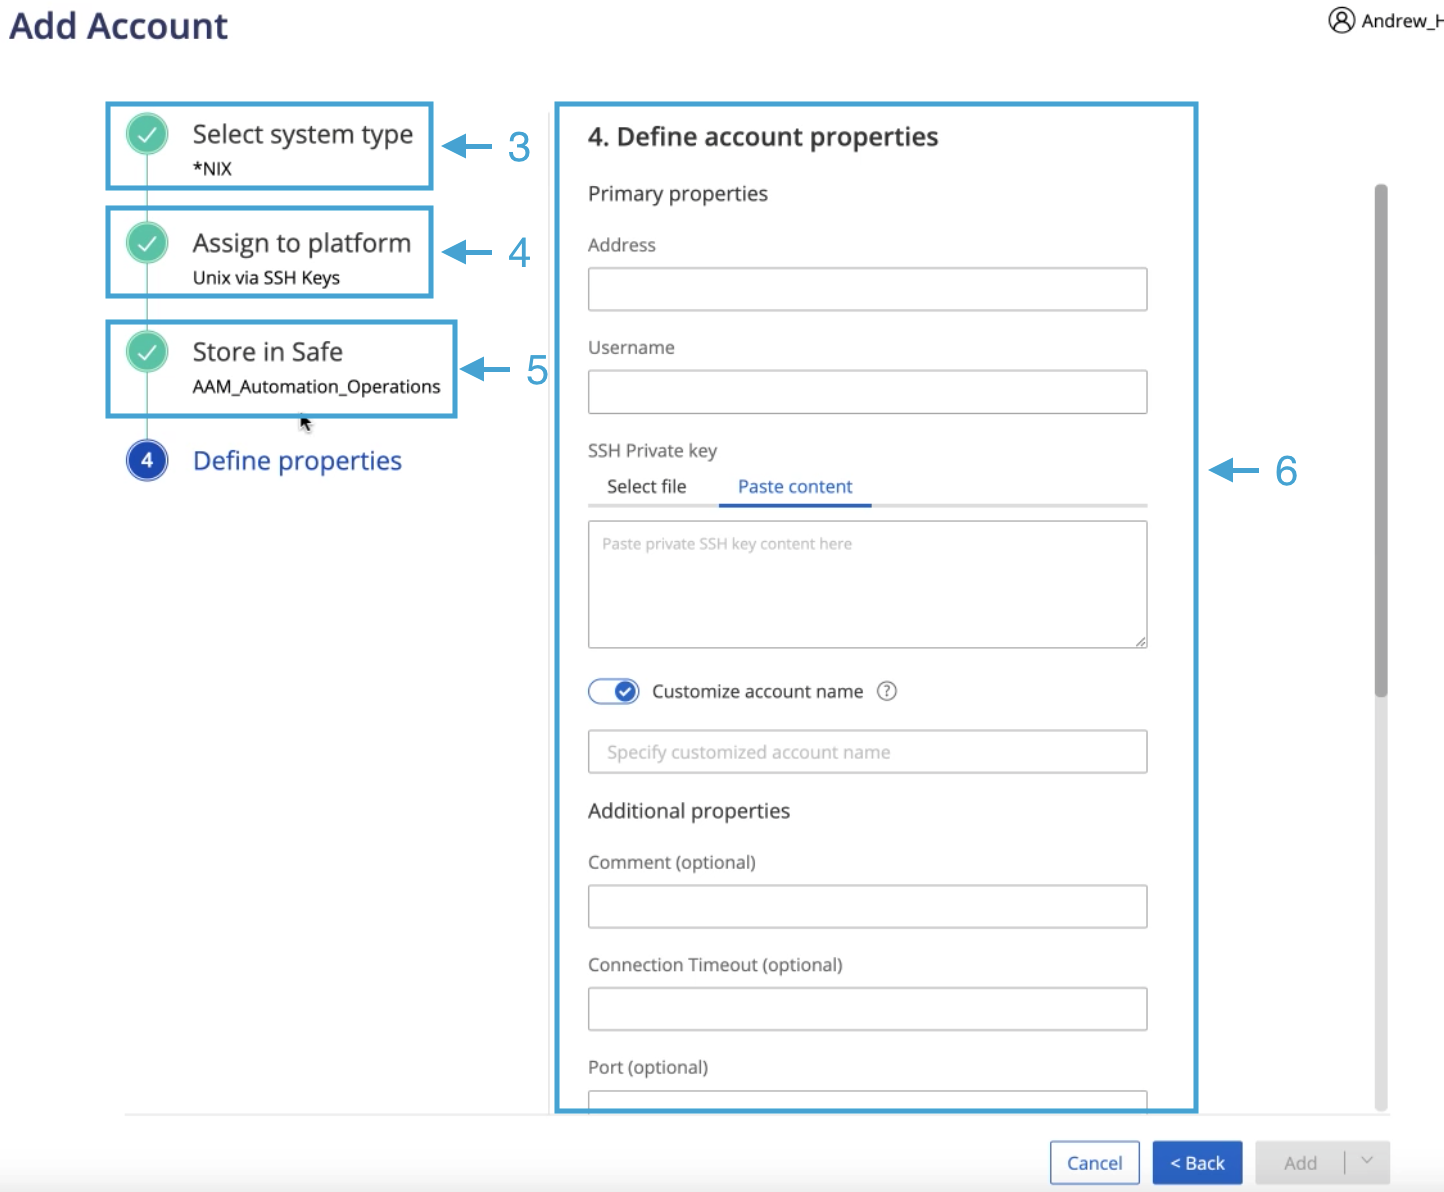 Add Account
Andrew_H
Select system type
*NIX
3
Assign to platform
Unix via SSH Keys
4
Store in Safe
AAM_Automation_Operations
5
4
Define properties
4. Define account properties
Primary properties
Address
Username
SSH Private key
Select file
Paste content
Paste private SSH key content here
6
Customize account name
?
Specify customized account name
Additional properties
Comment (optional)
Connection Timeout (optional)
Port (optional)
Cancel
< Back
Add